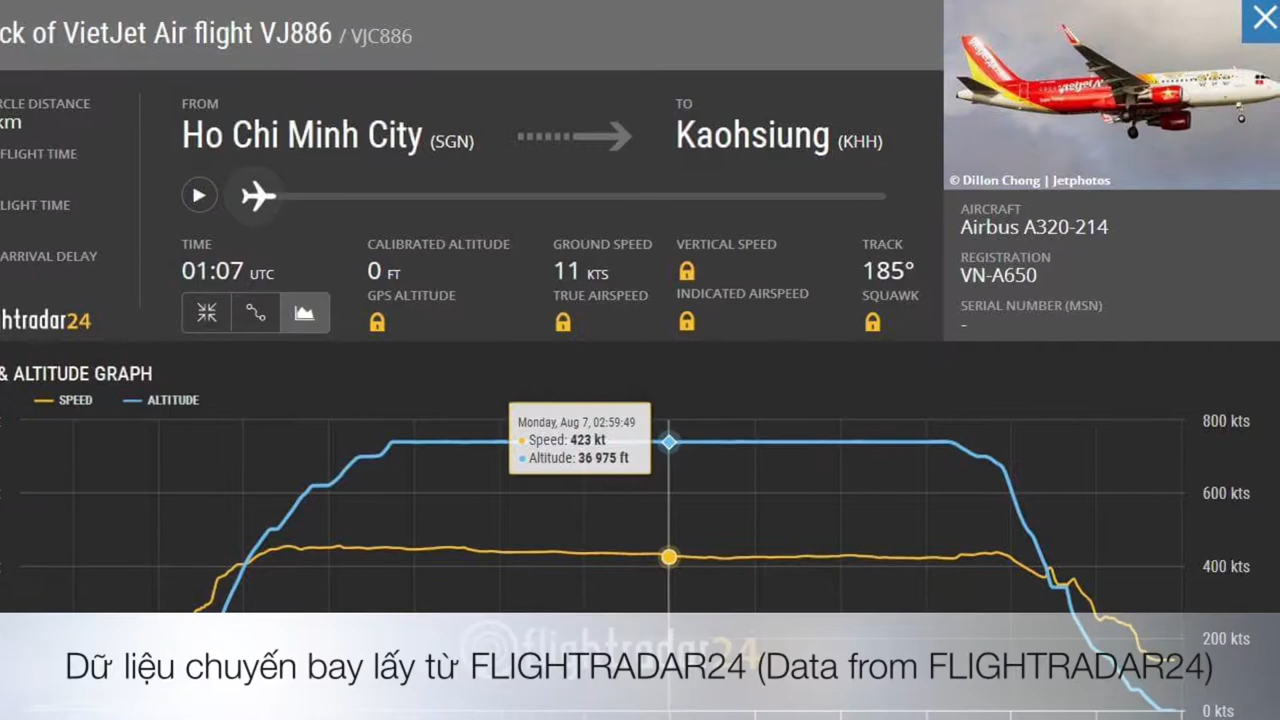 ck of VietJet Air flight VJ886 / VJC886
RCLE DISTANCE
km
FLIGHT TIME
LIGHT TIME
ARRIVAL DELAY
htradar24
FROM
Ho Chi Minh City (SGN)
TO
Kaohsiung (KHH)
TIME
01:07 UTC
CALIBRATED ALTITUDE
0 FT
GPS ALTITUDE
GROUND SPEED
11 KTS
TRUE AIRSPEED
VERTICAL SPEED
INDICATED AIRSPEED
TRACK
185°
SQUAWK
© Dillon Chong | Jetphotos
AIRCRAFT
Airbus A320-214
REGISTRATION
VN-A650
SERIAL NUMBER (MSN)
-
& ALTITUDE GRAPH
SPEED
ALTITUDE
Monday, Aug 7, 02:59:49
Speed: 423 kt
Altitude: 36 975 ft
800 kts
600 kts
400 kts
200 kts
0 kts
flightradar24
Dữ liệu chuyến bay lấy từ FLIGHTRADAR24 (Data from FLIGHTRADAR24)